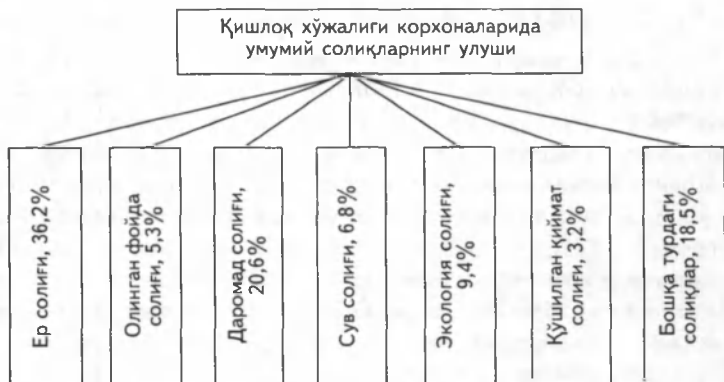 Қишлоқ хўжалиги корхоналарида
умумий солиқларнинг улуши
Ер солиғи, 36,2%
Олинган фойда
солиғи, 5,3%
Даромад солиғи,
20,6%
Сув солиғи, 6,8%
Экология солиғи,
9,4%
Қўшилган қиймат
солиғи, 3,2%
Бошқа турдаги
солиқлар, 18,5%